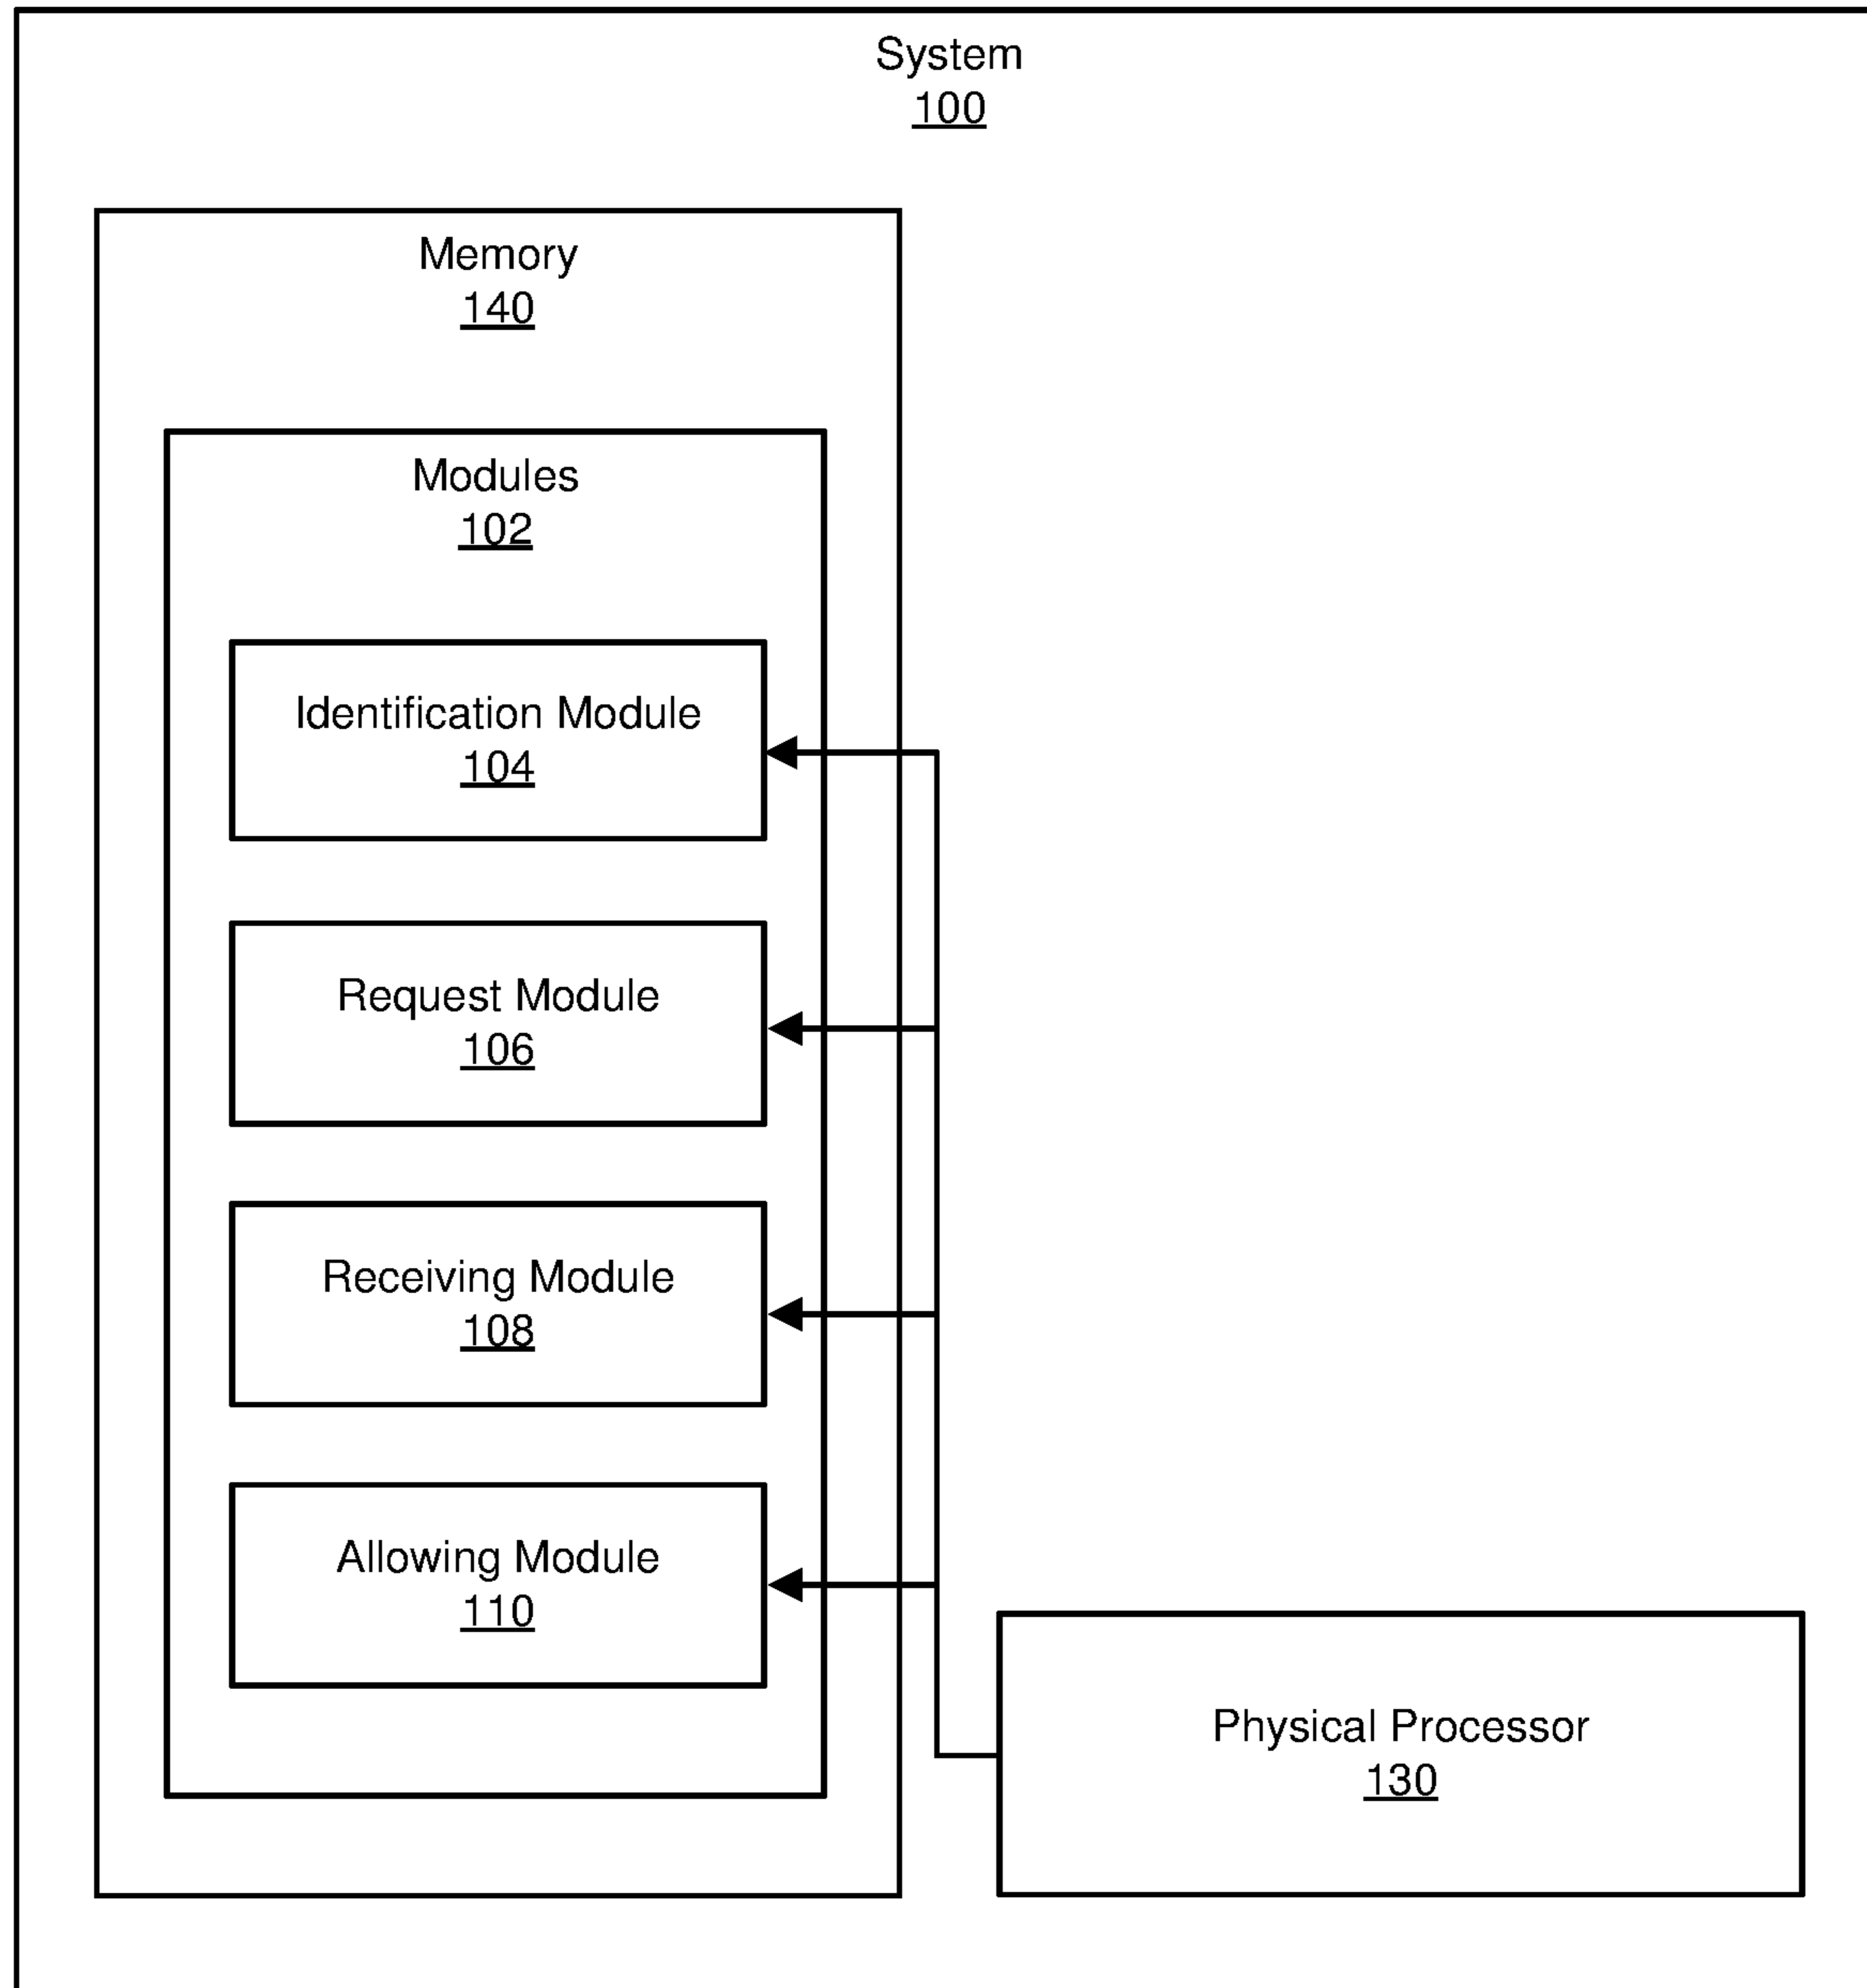 System
100
Memory
140
Modules
102
Identification Module
104
Request Module
106
Receiving Module
108
Allowing Module
110
Physical Processor
130